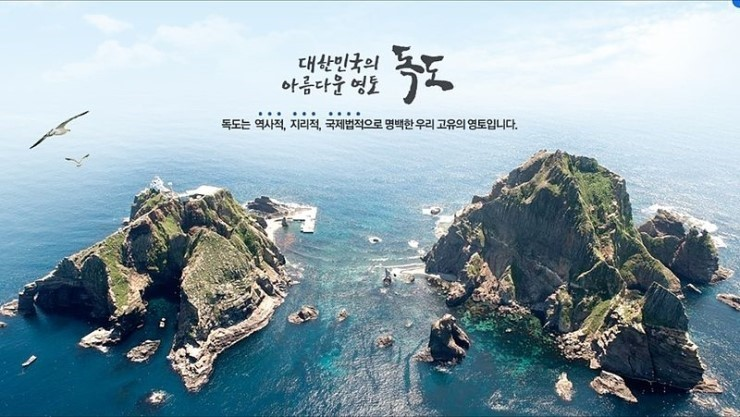 대한민국의
아름다운 영토 독도
독도는 역사적, 지리적, 국제법적으로 명백한 우리 고유의 영토입니다.